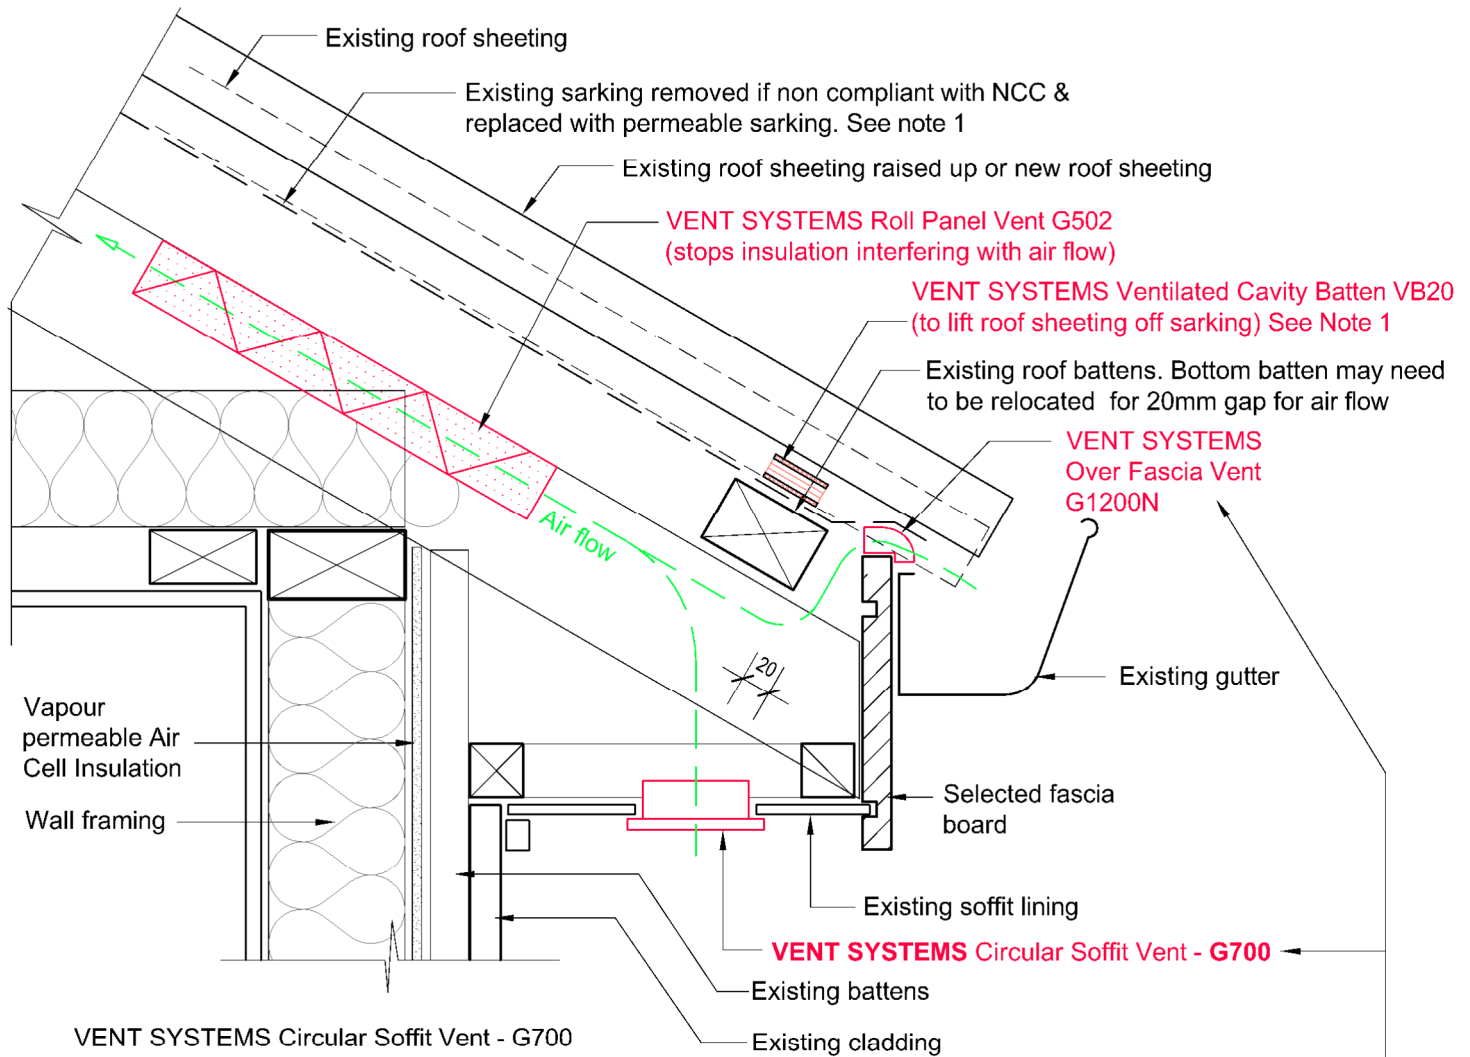 Existing roof sheeting
Existing sarking removed if non compliant with NCC &
replaced with permeable sarking. See note 1
Existing roof sheeting raised up or new roof sheeting
VENT SYSTEMS Roll Panel Vent G502
(stops insulation interfering with air flow)
VENT SYSTEMS Ventilated Cavity Batten VB20
(to lift roof sheeting off sarking) See Note 1
Existing roof battens. Bottom batten may need
to be relocated for 20mm gap for air flow
VENT SYSTEMS
Over Fascia Vent
G1200N
Air flow
20
Existing gutter
Vapour
permeable Air
Cell Insulation
Wall framing
Selected fascia
board
Existing soffit lining
VENT SYSTEMS Circular Soffit Vent - G700
Existing battens
VENT SYSTEMS Circular Soffit Vent - G700
Existing cladding